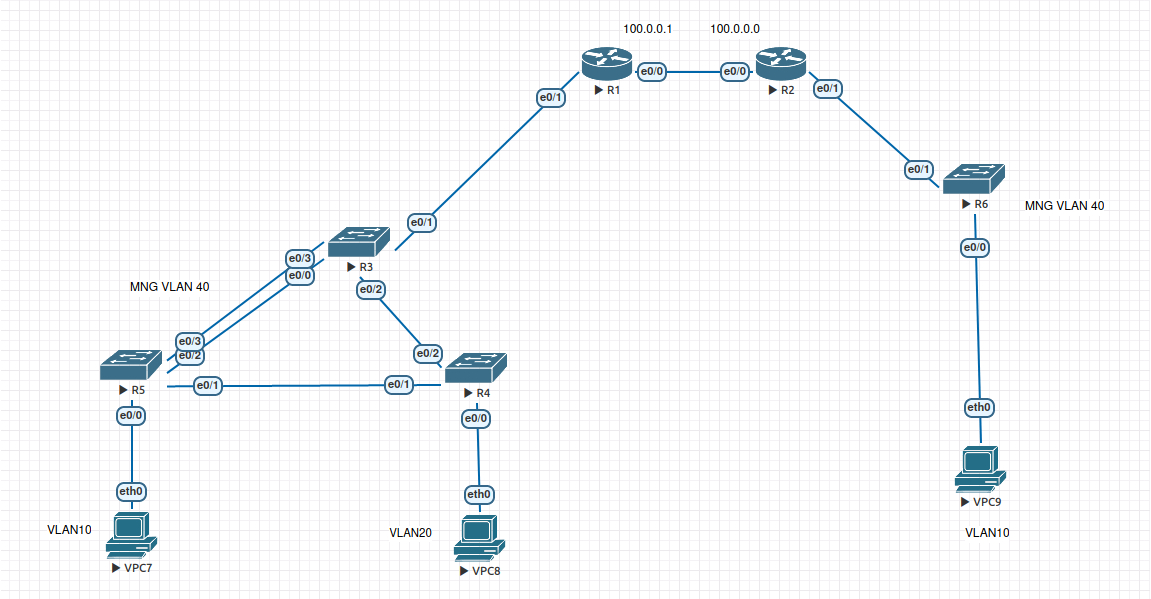 100.0.0.1 100.0.0.0
e0/0 e0/0
R1 R2
e0/1 e0/1
e0/1
R6 MNG VLAN 40
e0/1
e0/0
e0/3
R3
e0/0
MNG VLAN 40
e0/2
e0/3
e0/2 e0/2
R5 e0/1 e0/1 R4
e0/0 e0/0
eth0
eth0 eth0
VPC9
VLAN10 VLAN20 VLAN10
VPC7 VPC8